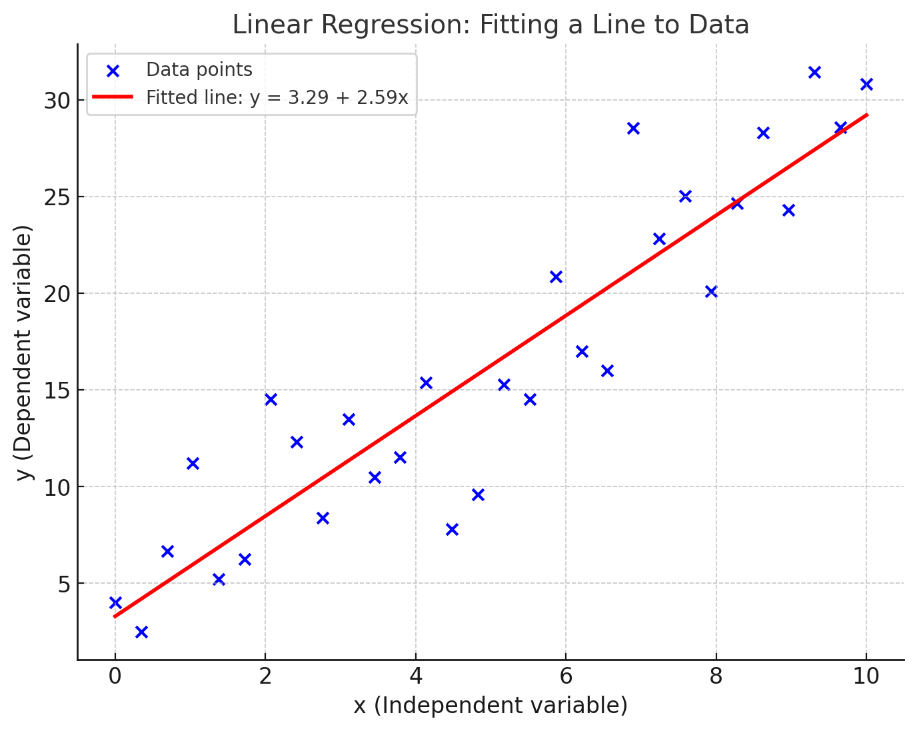 Linear Regression: Fitting a Line to Data
Data points
Fitted line: y = 3.29 + 2.59x
30
25
20
15
10
5
y (Dependent variable)
0 2 4 6 8 10
x (Independent variable)